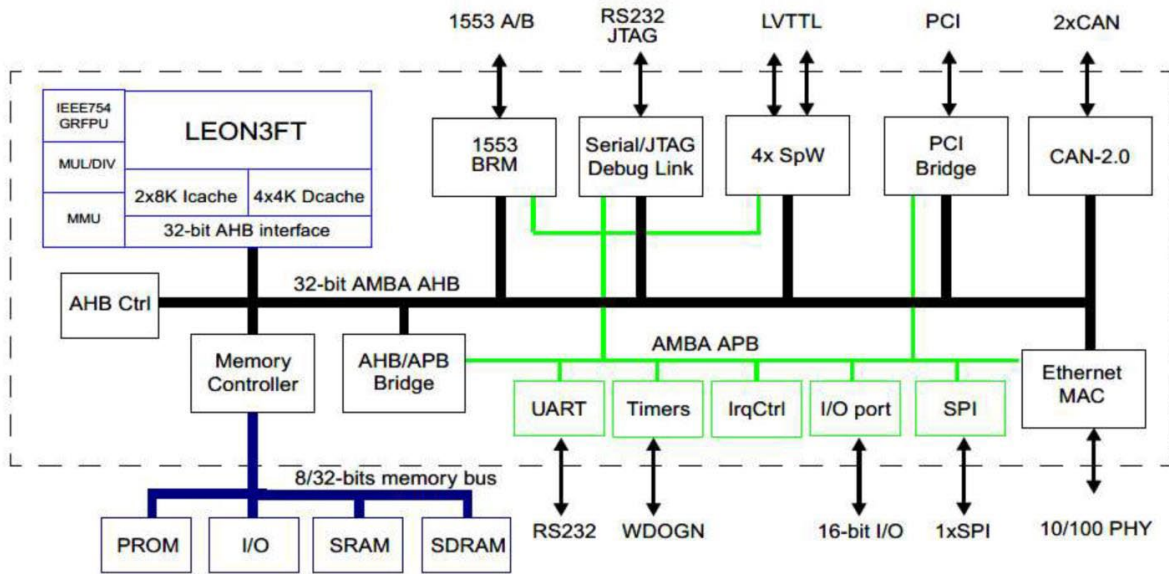 1553 A/B
RS232
JTAG
LVTTL
PCI
2xCAN
IEEE754
GRFPU
MUL/DIV
MMU
LEON3FT
2x8K Icache
4x4K Dcache
32-bit AHB interface
1553
BRM
Serial/JTAG
Debug Link
4x SpW
PCI
Bridge
CAN-2.0
AHB Ctrl
32-bit AMBA AHB
Memory
Controller
AHB/APB
Bridge
AMBA APB
UART
Timers
IrqCtrl
I/O port
SPI
Ethernet
MAC
8/32-bits memory bus
PROM
I/O
SRAM
SDRAM
RS232
WDOGN
16-bit I/O
1xSPI
10/100 PHY